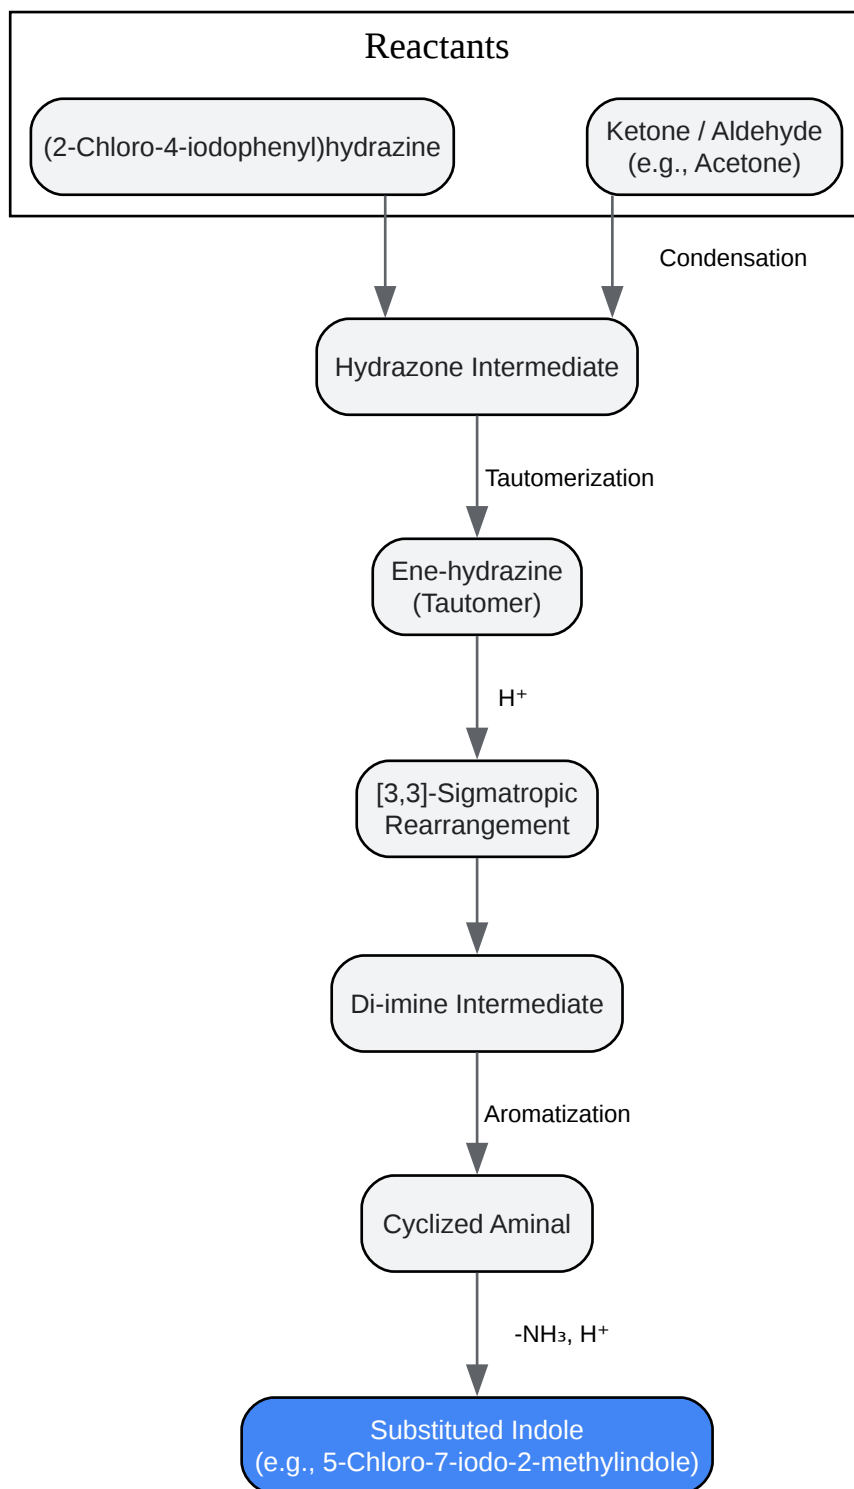 Reactants
(2-Chloro-4-iodophenyl)hydrazine
Ketone / Aldehyde
(e.g., Acetone)
Condensation
Hydrazone Intermediate
Tautomerization
Ene-hydrazine
(Tautomer)
H⁺
[3,3]-Sigmatropic
Rearrangement
Di-imine Intermediate
Aromatization
Cyclized Aminal
-NH₃, H⁺
Substituted Indole
(e.g., 5-Chloro-7-iodo-2-methylindole)